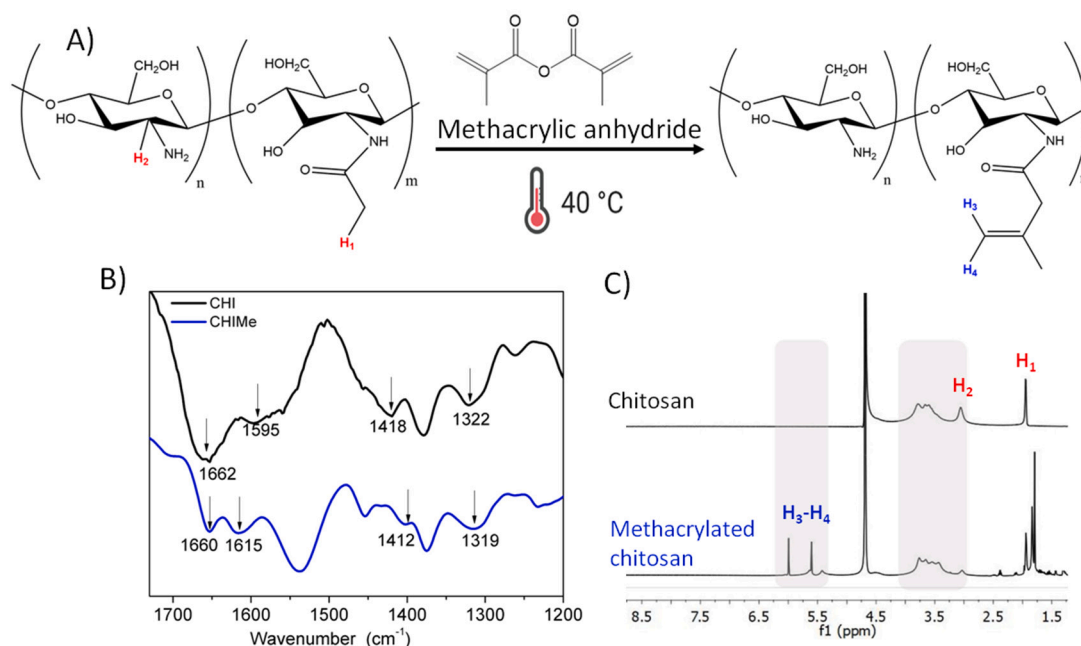 A)
CH₂OH
O
O
HO
H₂
NH₂
n
HOH₂C
O
O
HO
NH
O
H₁
m
O
O
O
Methacrylic anhydride
40 °C
CH₂OH
O
O
HO
NH₂
n
HOH₂C
O
O
HO
NH
O
H₃
H₄
B)
CHI
CHIMe
1662
1595
1418
1322
1660
1615
1412
1319
1700
1600
1500
1400
1300
1200
Wavenumber (cm⁻¹)
C)
H₁
H₂
Chitosan
H₃-H₄
Methacrylated
chitosan
8.5
7.5
6.5
5.5
4.5
3.5
2.5
1.5
f1 (ppm)